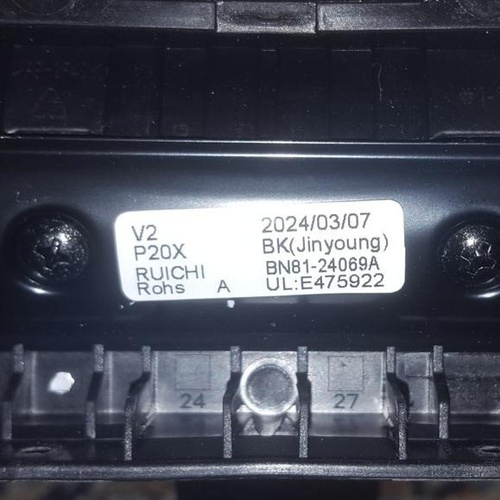 V2 2024/03/07
P20X BK(Jinyoung)
RUICHI BN81-24069A
Rohs A UL:E475922
24 27